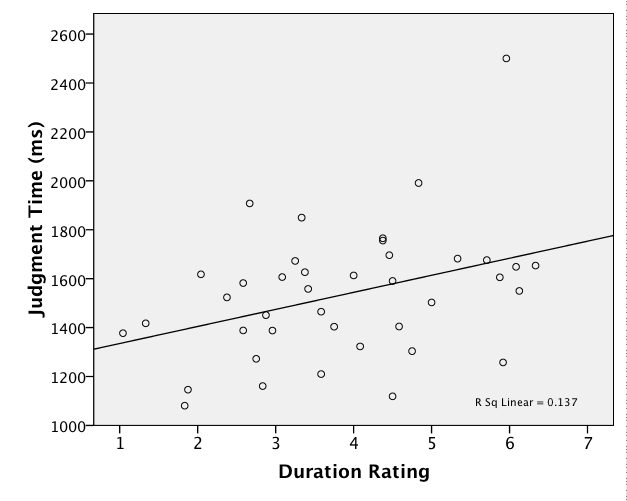 2600
2400
2200
2000
1800
1600
1400
1200
1000
Judgment Time (ms)
R Sq Linear = 0.137
1 2 3 4 5 6 7
Duration Rating